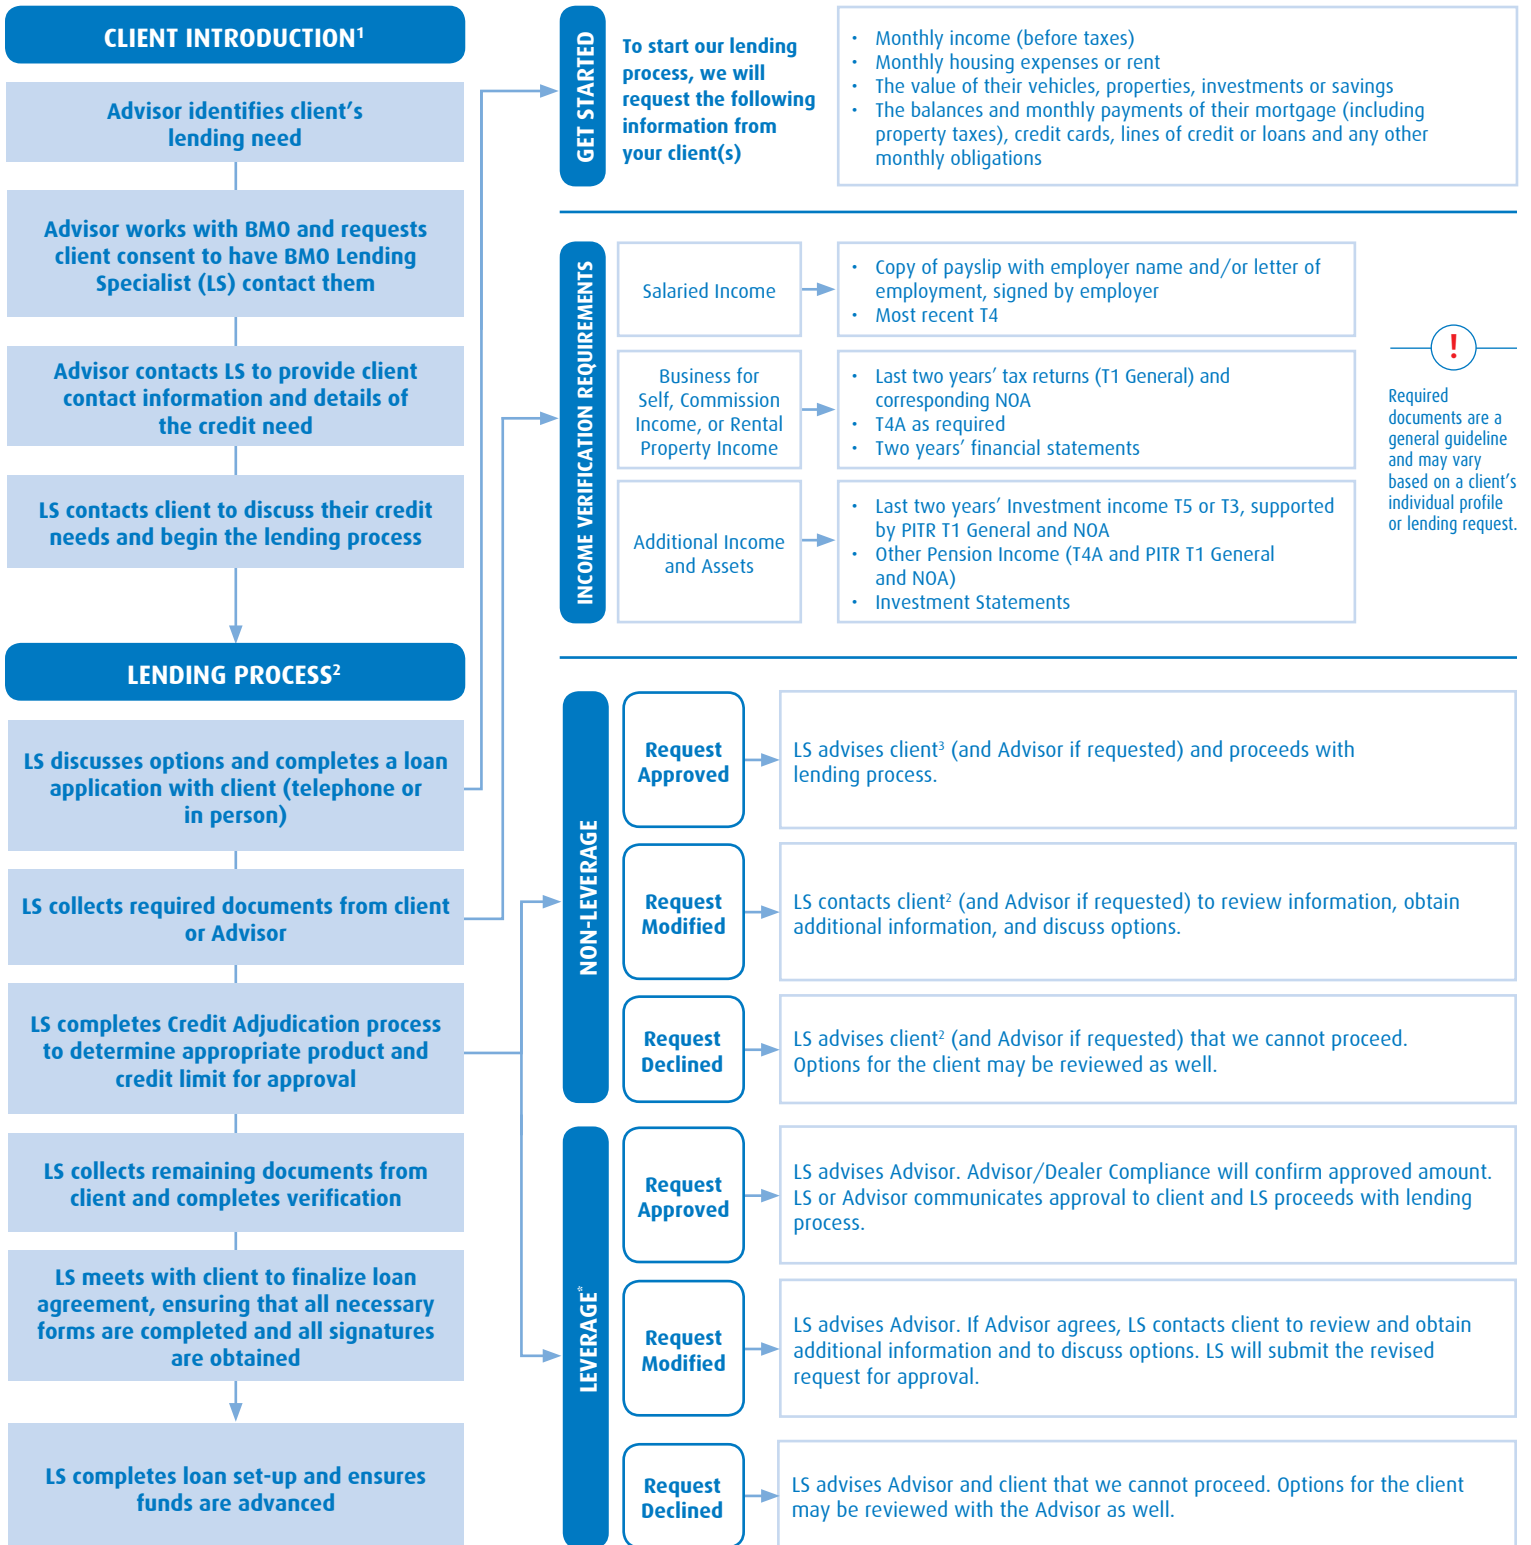 CLIENT INTRODUCTION¹
Advisor identifies client's
lending need
Advisor works with BMO and requests
client consent to have BMO Lending
Specialist (LS) contact them
Advisor contacts LS to provide client
contact information and details of
the credit need
LS contacts client to discuss their credit
needs and begin the lending process
LENDING PROCESS²
LS discusses options and completes a loan
application with client (telephone or
in person)
LS collects required documents from client
or Advisor
LS completes Credit Adjudication process
to determine appropriate product and
credit limit for approval
LS collects remaining documents from
client and completes verification
LS meets with client to finalize loan
agreement, ensuring that all necessary
forms are completed and all signatures
are obtained
LS completes loan set-up and ensures
funds are advanced
GET STARTED
To start our lending
process, we will
request the following
information from
your client(s)
• Monthly income (before taxes)
• Monthly housing expenses or rent
• The value of their vehicles, properties, investments or savings
• The balances and monthly payments of their mortgage (including
property taxes), credit cards, lines of credit or loans and any other
monthly obligations
INCOME VERIFICATION REQUIREMENTS
Salaried Income
• Copy of payslip with employer name and/or letter of
employment, signed by employer
• Most recent T4
Business for
Self, Commission
Income, or Rental
Property Income
• Last two years' tax returns (T1 General) and
corresponding NOA
• T4A as required
• Two years' financial statements
Additional Income
and Assets
• Last two years' Investment income T5 or T3, supported
by PITR T1 General and NOA
• Other Pension Income (T4A and PITR T1 General
and NOA)
• Investment Statements
!
Required
documents are a
general guideline
and may vary
based on a client's
individual profile
or lending request.
NON-LEVERAGE
Request
Approved
LS advises client³ (and Advisor if requested) and proceeds with
lending process.
Request
Modified
LS contacts client² (and Advisor if requested) to review information, obtain
additional information, and discuss options.
Request
Declined
LS advises client² (and Advisor if requested) that we cannot proceed.
Options for the client may be reviewed as well.
LEVERAGE*
Request
Approved
LS advises Advisor. Advisor/Dealer Compliance will confirm approved amount.
LS or Advisor communicates approval to client and LS proceeds with lending
process.
Request
Modified
LS advises Advisor. If Advisor agrees, LS contacts client to review and obtain
additional information and to discuss options. LS will submit the revised
request for approval.
Request
Declined
LS advises Advisor and client that we cannot proceed. Options for the client
may be reviewed with the Advisor as well.